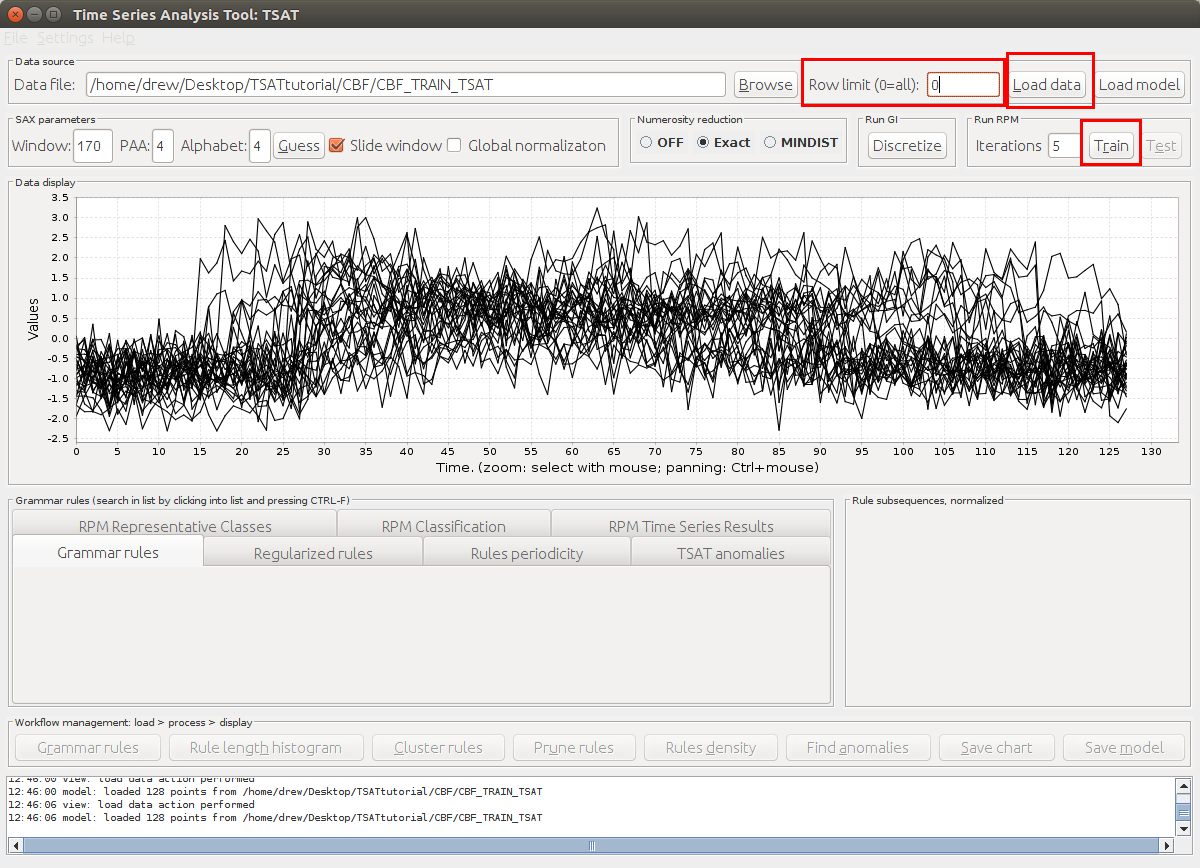 Time Series Analysis Tool: TSAT
File Settings Help
Data source
Data file: /home/drew/Desktop/TSATtutorial/CBF/CBF_TRAIN_TSAT Browse Row limit (0=all): 0 Load data Load model
SAX parameters Numerosity reduction Run GI Run RPM
Window: 170 PAA: 4 Alphabet: 4 Guess Slide window Global normalizaton OFF Exact MINDIST Discretize Iterations 5 Train Test
Data display
3.5
3.0
2.5
2.0
1.5
1.0
0.5
0.0
-0.5
-1.0
-1.5
-2.0
-2.5
Values
0 5 10 15 20 25 30 35 40 45 50 55 60 65 70 75 80 85 90 95 100 105 110 115 120 125 130
Time. (zoom: select with mouse; panning: Ctrl+mouse)
Grammar rules (search in list by clicking into list and pressing CTRL-F) Rule subsequences, normalized
RPM Representative Classes RPM Classification RPM Time Series Results
Grammar rules Regularized rules Rules periodicity TSAT anomalies
Workflow management: load > process > display
Grammar rules Rule length histogram Cluster rules Prune rules Rules density Find anomalies Save chart Save model
12:46:00 view: load data action performed
12:46:00 model: loaded 128 points from /home/drew/Desktop/TSATtutorial/CBF/CBF_TRAIN_TSAT
12:46:06 view: load data action performed
12:46:06 model: loaded 128 points from /home/drew/Desktop/TSATtutorial/CBF/CBF_TRAIN_TSAT